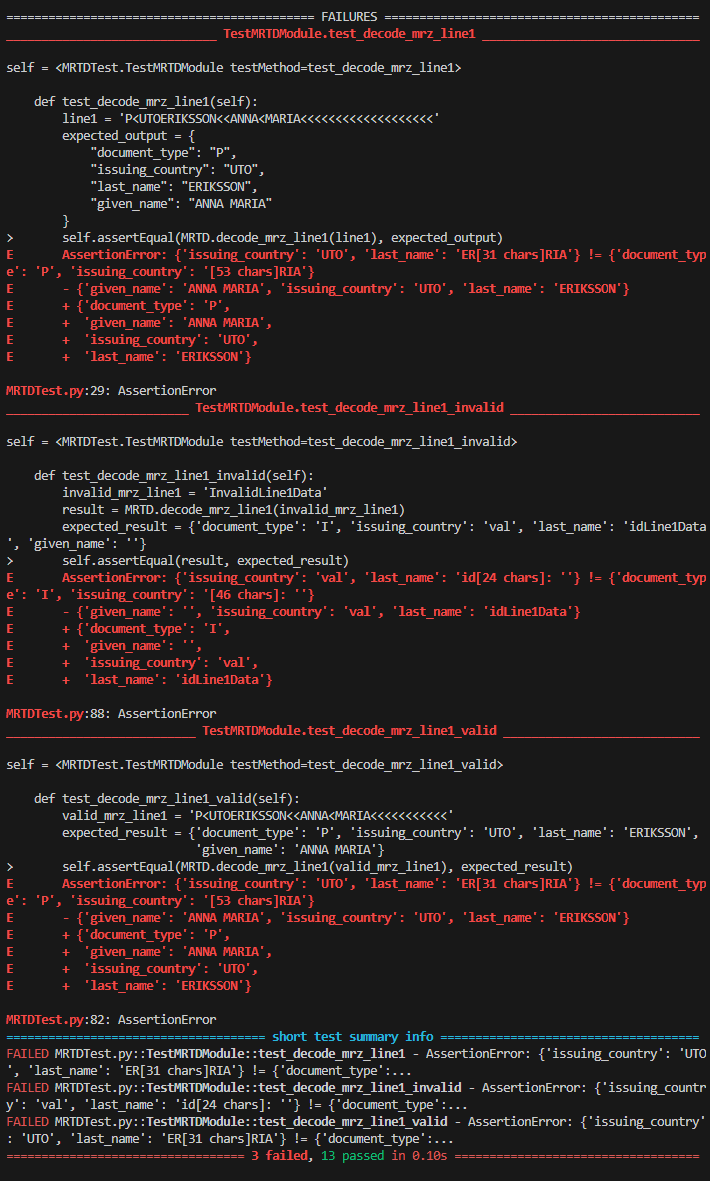 ============================================ FAILURES =============================================
______________________________ TestMRTDModule.test_decode_mrz_line1 _______________________________
self = <MRTDTest.TestMRTDModule testMethod=test_decode_mrz_line1>
    def test_decode_mrz_line1(self):
        line1 = 'P<UTOERIKSSON<<ANNA<MARIA<<<<<<<<<<<<<<<<<<<'
        expected_output = {
            "document_type": "P",
            "issuing_country": "UTO",
            "last_name": "ERIKSSON",
            "given_name": "ANNA MARIA"
        }
>       self.assertEqual(MRTD.decode_mrz_line1(line1), expected_output)
E       AssertionError: {'issuing_country': 'UTO', 'last_name': 'ER[31 chars]RIA'} != {'document_typ
e': 'P', 'issuing_country': '[53 chars]RIA'}
E       - {'given_name': 'ANNA MARIA', 'issuing_country': 'UTO', 'last_name': 'ERIKSSON'}
E       + {'document_type': 'P',
E       +  'given_name': 'ANNA MARIA',
E       +  'issuing_country': 'UTO',
E       +  'last_name': 'ERIKSSON'}
MRTDTest.py:29: AssertionError
__________________________ TestMRTDModule.test_decode_mrz_line1_invalid ___________________________
self = <MRTDTest.TestMRTDModule testMethod=test_decode_mrz_line1_invalid>
    def test_decode_mrz_line1_invalid(self):
        invalid_mrz_line1 = 'InvalidLine1Data'
        result = MRTD.decode_mrz_line1(invalid_mrz_line1)
        expected_result = {'document_type': 'I', 'issuing_country': 'val', 'last_name': 'idLine1Data
', 'given_name': ''}
>       self.assertEqual(result, expected_result)
E       AssertionError: {'issuing_country': 'val', 'last_name': 'id[24 chars]: ''} != {'document_typ
e': 'I', 'issuing_country': '[46 chars]: ''}
E       - {'given_name': '', 'issuing_country': 'val', 'last_name': 'idLine1Data'}
E       + {'document_type': 'I',
E       +  'given_name': '',
E       +  'issuing_country': 'val',
E       +  'last_name': 'idLine1Data'}
MRTDTest.py:88: AssertionError
___________________________ TestMRTDModule.test_decode_mrz_line1_valid ____________________________
self = <MRTDTest.TestMRTDModule testMethod=test_decode_mrz_line1_valid>
    def test_decode_mrz_line1_valid(self):
        valid_mrz_line1 = 'P<UTOERIKSSON<<ANNA<MARIA<<<<<<<<<<<'
        expected_result = {'document_type': 'P', 'issuing_country': 'UTO', 'last_name': 'ERIKSSON',
                           'given_name': 'ANNA MARIA'}
>       self.assertEqual(MRTD.decode_mrz_line1(valid_mrz_line1), expected_result)
E       AssertionError: {'issuing_country': 'UTO', 'last_name': 'ER[31 chars]RIA'} != {'document_typ
e': 'P', 'issuing_country': '[53 chars]RIA'}
E       - {'given_name': 'ANNA MARIA', 'issuing_country': 'UTO', 'last_name': 'ERIKSSON'}
E       + {'document_type': 'P',
E       +  'given_name': 'ANNA MARIA',
E       +  'issuing_country': 'UTO',
E       +  'last_name': 'ERIKSSON'}
MRTDTest.py:82: AssertionError
===================================== short test summary info =====================================
FAILED MRTDTest.py::TestMRTDModule::test_decode_mrz_line1 - AssertionError: {'issuing_country': 'UTO
', 'last_name': 'ER[31 chars]RIA'} != {'document_type':...
FAILED MRTDTest.py::TestMRTDModule::test_decode_mrz_line1_invalid - AssertionError: {'issuing_countr
y': 'val', 'last_name': 'id[24 chars]: ''} != {'document_type':...
FAILED MRTDTest.py::TestMRTDModule::test_decode_mrz_line1_valid - AssertionError: {'issuing_country'
: 'UTO', 'last_name': 'ER[31 chars]RIA'} != {'document_type':...
================================== 3 failed, 13 passed in 0.10s ===================================